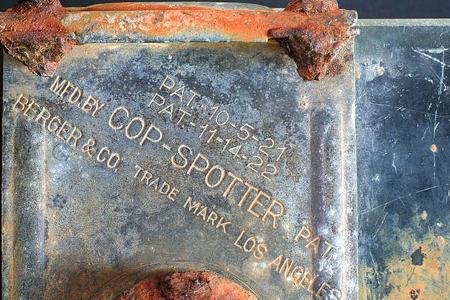 PAT. 10-5-21
PAT. 11-14-22
MFD. BY COP-SPOTTER PAT.
BERGER & CO. TRADE MARK LOS ANGELES